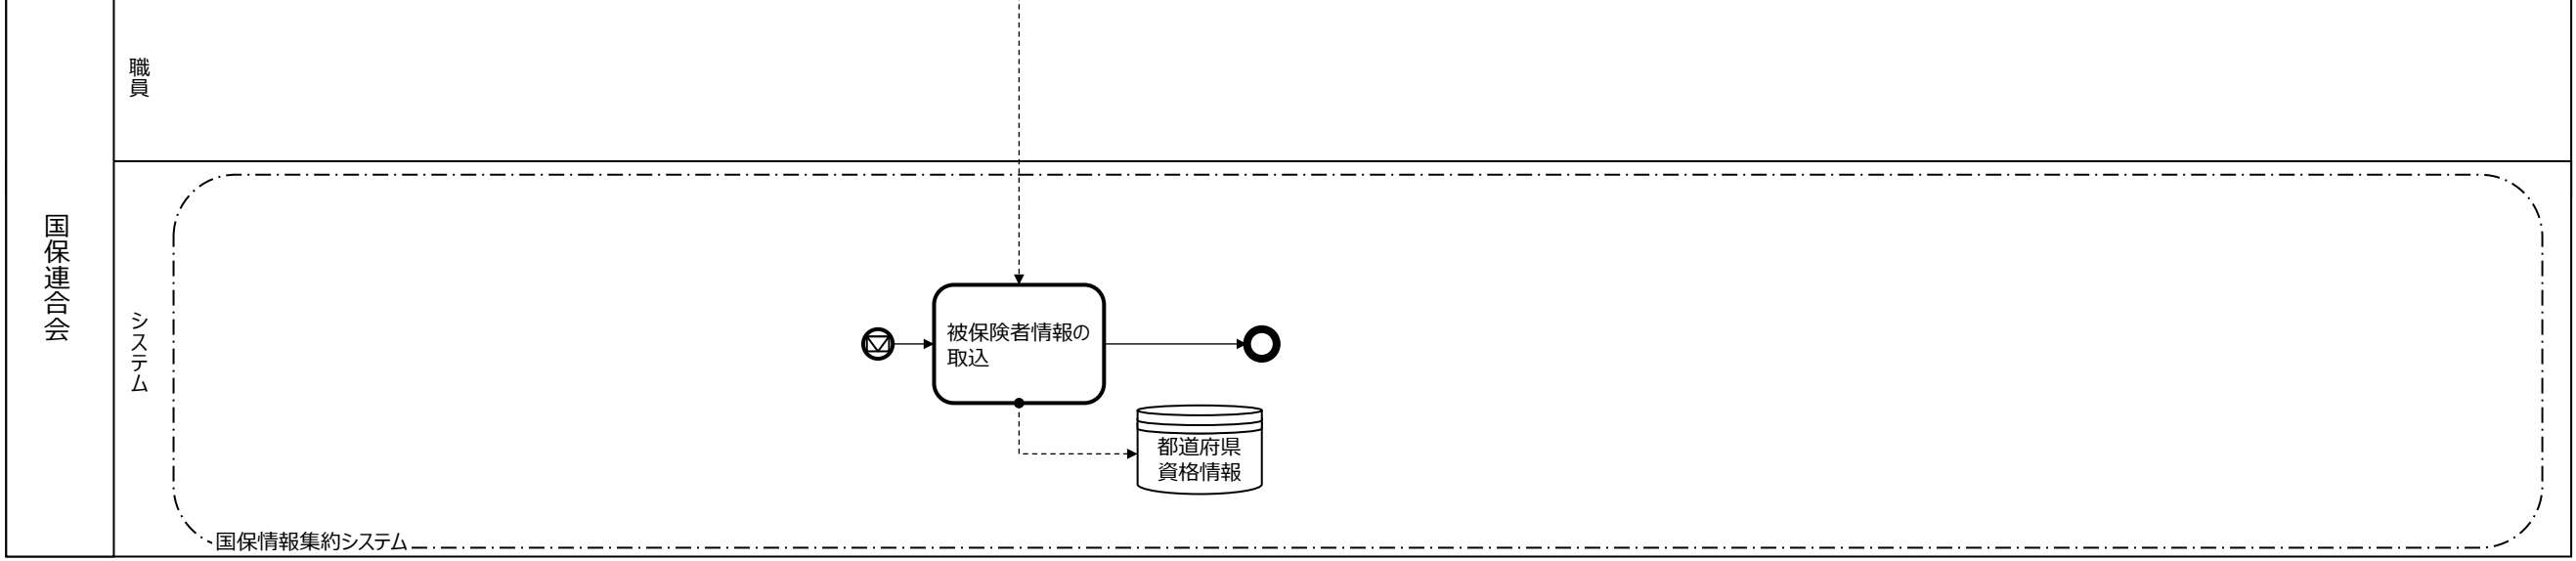 国保連合会
職員
システム
被保険者情報の
取込
都道府県
資格情報
国保情報集約システム